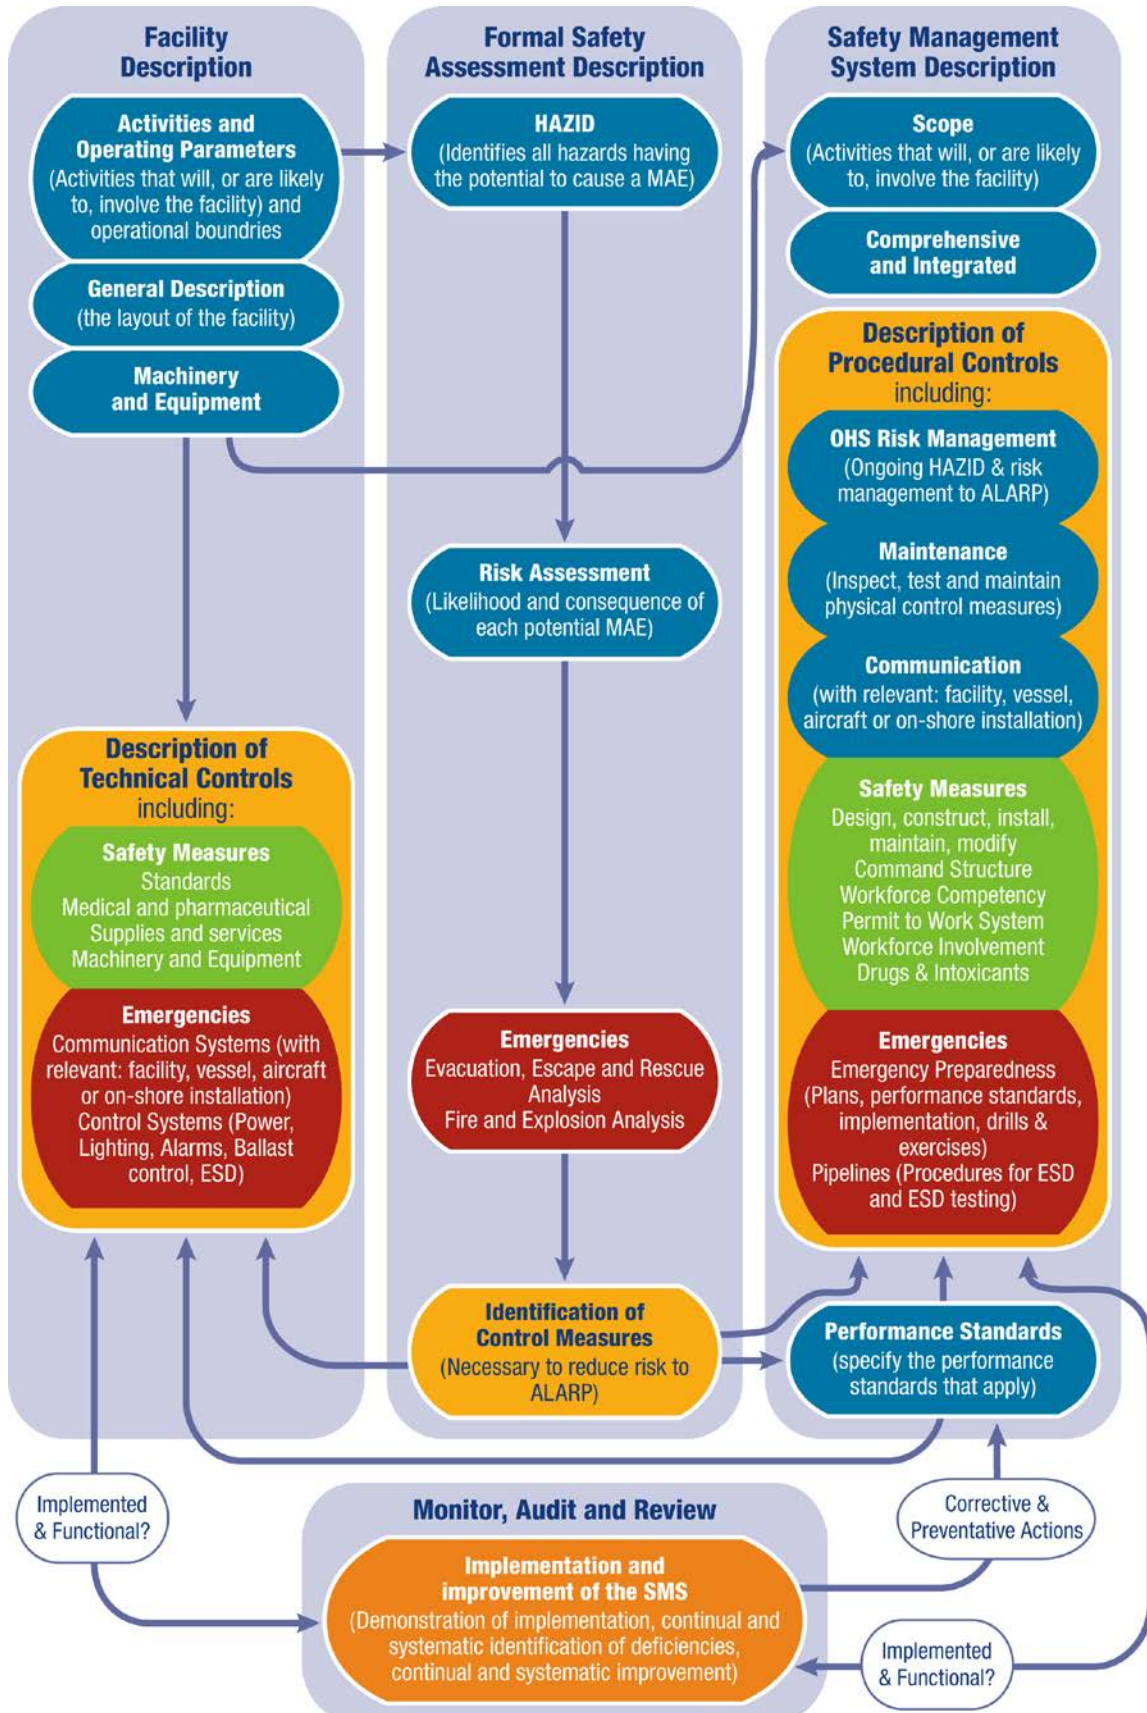 Facility
Description
Activities and
Operating Parameters
(Activities that will, or are likely
to, involve the facility) and
operational boundries
General Description
(the layout of the facility)
Machinery
and Equipment
Description of
Technical Controls
including:
Safety Measures
Standards
Medical and pharmaceutical
Supplies and services
Machinery and Equipment
Emergencies
Communication Systems (with
relevant: facility, vessel, aircraft
or on-shore installation)
Control Systems (Power,
Lighting, Alarms, Ballast
control, ESD)
Formal Safety
Assessment Description
HAZID
(Identifies all hazards having
the potential to cause a MAE)
Risk Assessment
(Likelihood and consequence of
each potential MAE)
Emergencies
Evacuation, Escape and Rescue
Analysis
Fire and Explosion Analysis
Identification of
Control Measures
(Necessary to reduce risk to
ALARP)
Safety Management
System Description
Scope
(Activities that will, or are likely
to, involve the facility)
Comprehensive
and Integrated
Description of
Procedural Controls
including:
OHS Risk Management
(Ongoing HAZID & risk
management to ALARP)
Maintenance
(Inspect, test and maintain
physical control measures)
Communication
(with relevant: facility, vessel,
aircraft or on-shore installation)
Safety Measures
Design, construct, install,
maintain, modify
Command Structure
Workforce Competency
Permit to Work System
Workforce Involvement
Drugs & Intoxicants
Emergencies
Emergency Preparedness
(Plans, performance standards,
implementation, drills &
exercises)
Pipelines (Procedures for ESD
and ESD testing)
Performance Standards
(specify the performance
standards that apply)
Implemented
& Functional?
Monitor, Audit and Review
Implementation and
improvement of the SMS
(Demonstration of implementation, continual and
systematic identification of deficiencies,
continual and systematic improvement)
Corrective &
Preventative Actions
Implemented
& Functional?